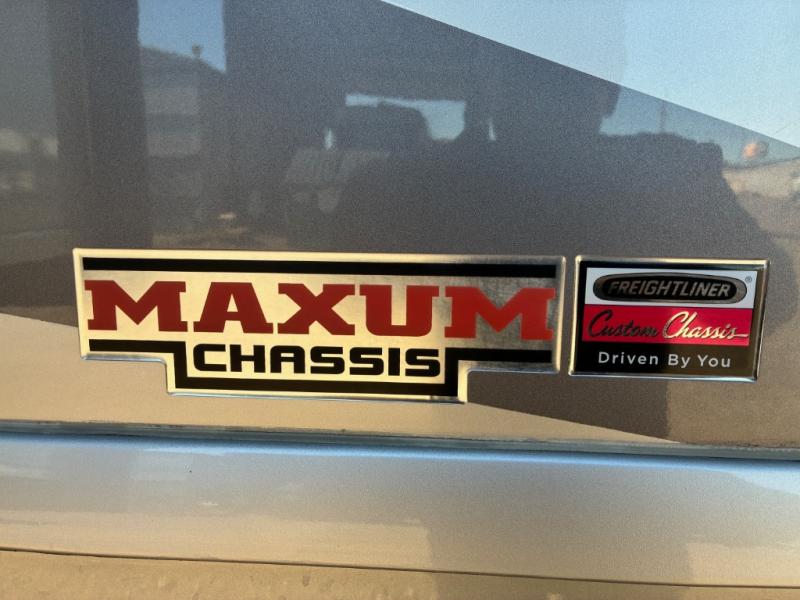 MAXUM
CHASSIS
FREIGHTLINER®
Custom Chassis
Driven By You